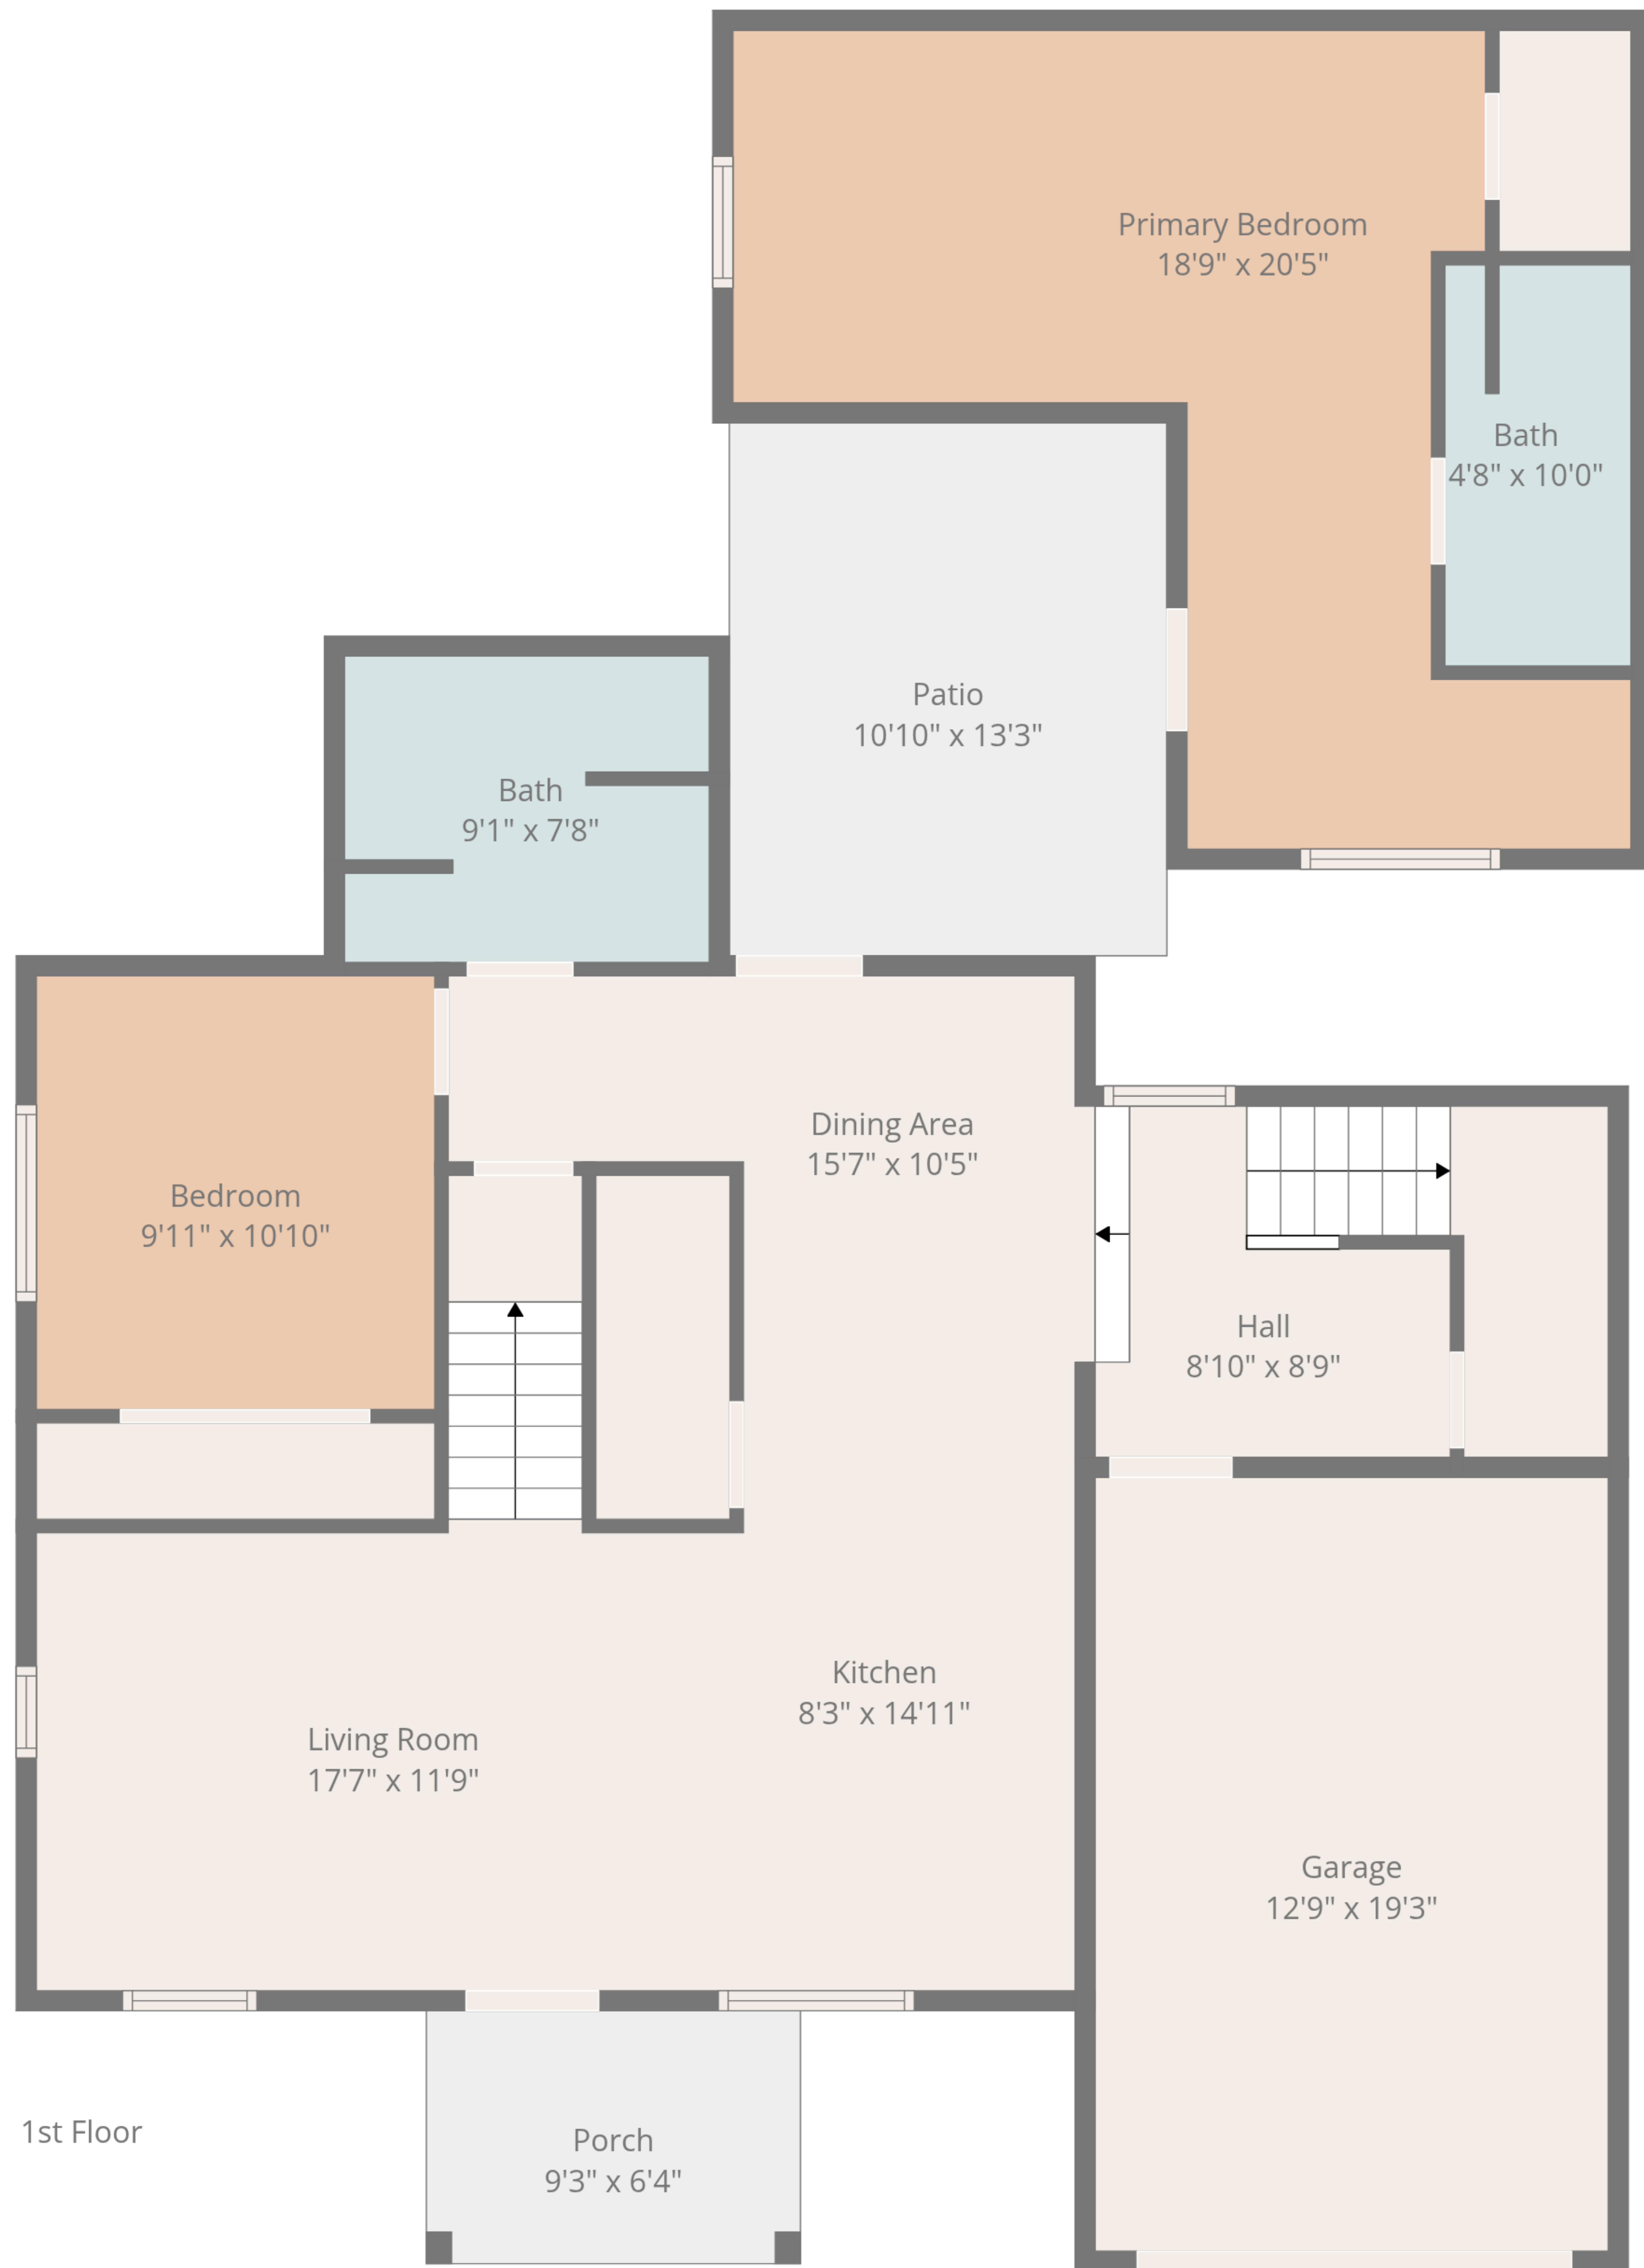 Primary Bedroom
18'9" x 20'5"
Bath
4'8" x 10'0"
Patio
10'10" x 13'3"
Bath
9'1" x 7'8"
Dining Area
15'7" x 10'5"
Bedroom
9'11" x 10'10"
Hall
8'10" x 8'9"
Kitchen
8'3" x 14'11"
Living Room
17'7" x 11'9"
Garage
12'9" x 19'3"
1st Floor
Porch
9'3" x 6'4"